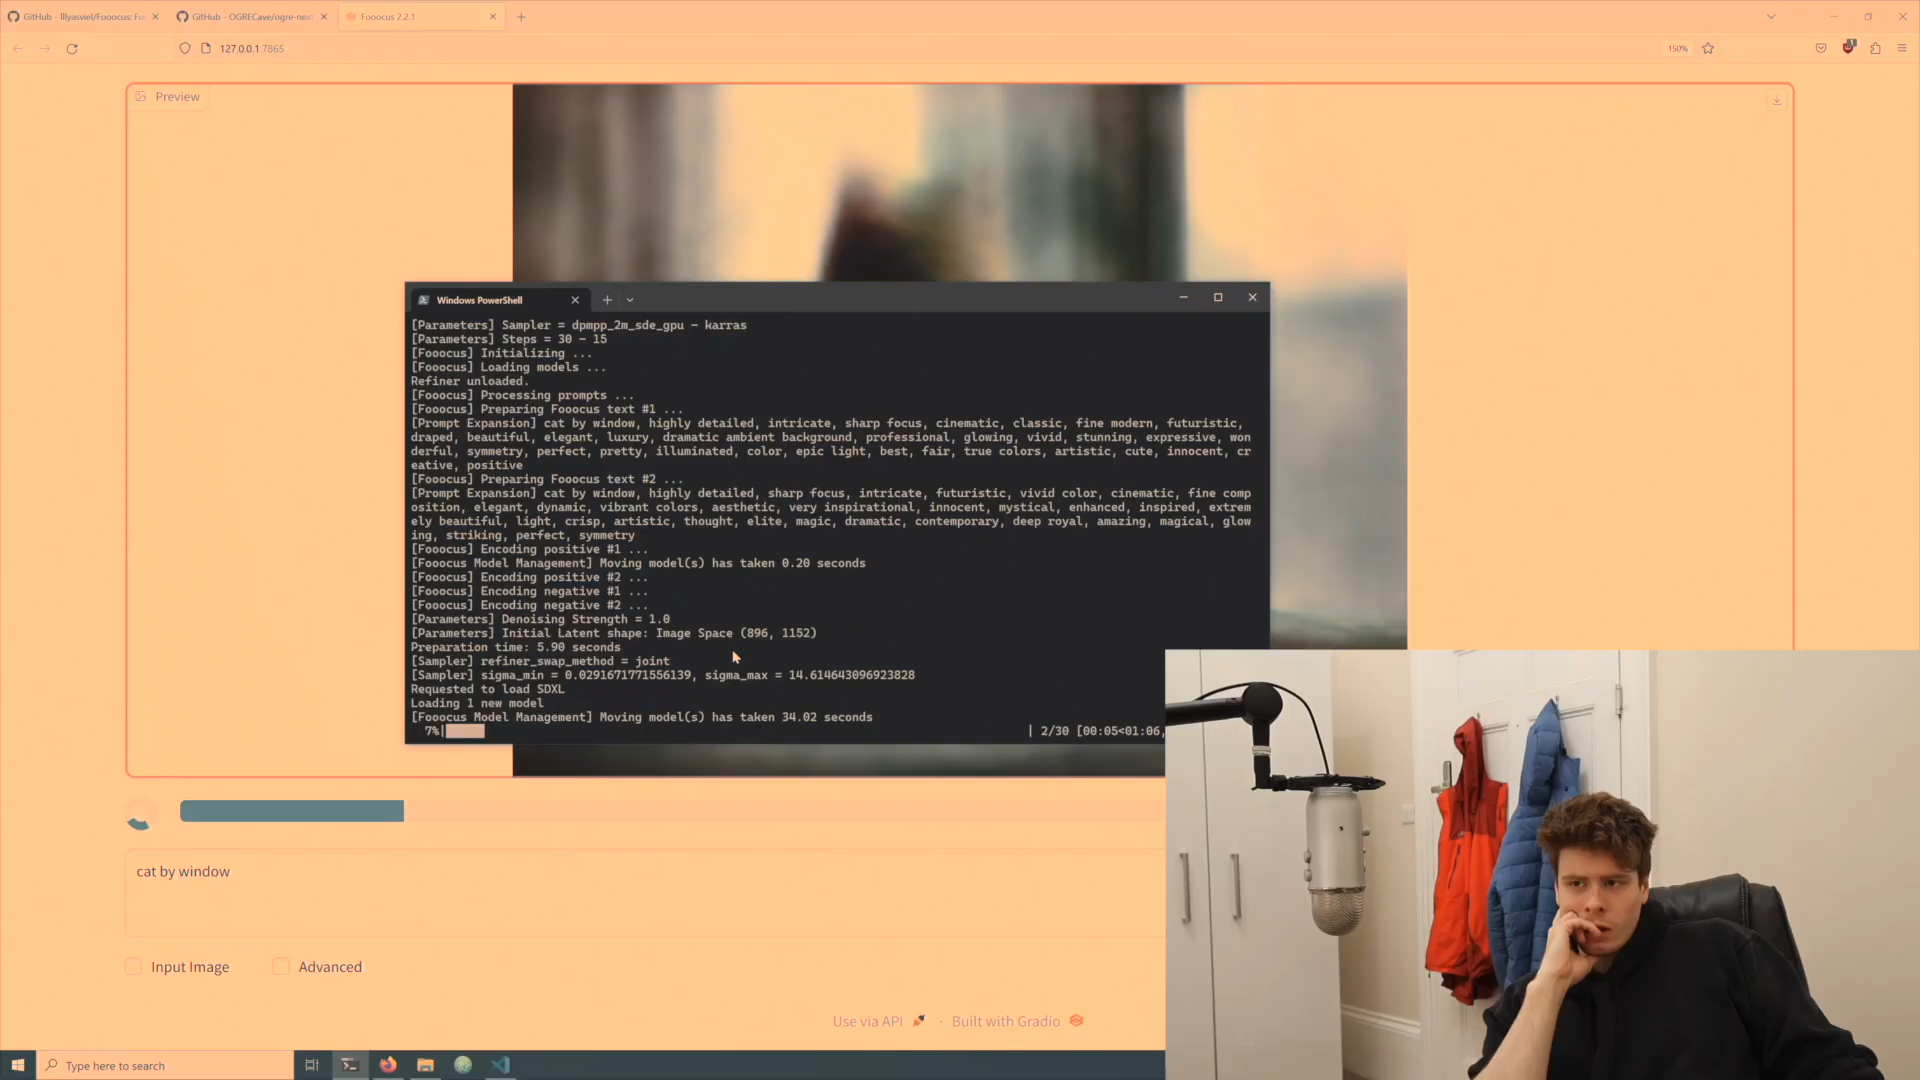 GitHub - lllyasviel/Fooocus: Fo
GitHub - OGRECave/ogre-next
Fooocus 2.2.1
127.0.0.1:7865
150%
Preview
Windows PowerShell
[Parameters] Sampler = dpmpp_2m_sde_gpu - karras
[Parameters] Steps = 30 - 15
[Fooocus] Initializing ...
[Fooocus] Loading models ...
Refiner unloaded.
[Fooocus] Processing prompts ...
[Fooocus] Preparing Fooocus text #1 ...
[Prompt Expansion] cat by window, highly detailed, intricate, sharp focus, cinematic, classic, fine modern, futuristic,
draped, beautiful, elegant, luxury, dramatic ambient background, professional, glowing, vivid, stunning, expressive, won
derful, symmetry, perfect, pretty, illuminated, color, epic light, best, fair, true colors, artistic, cute, innocent, cr
eative, positive
[Fooocus] Preparing Fooocus text #2 ...
[Prompt Expansion] cat by window, highly detailed, sharp focus, intricate, futuristic, vivid color, cinematic, fine comp
osition, elegant, dynamic, vibrant colors, aesthetic, very inspirational, innocent, mystical, enhanced, inspired, extrem
ely beautiful, light, crisp, artistic, thought, elite, magic, dramatic, contemporary, deep royal, amazing, magical, glow
ing, striking, perfect, symmetry
[Fooocus] Encoding positive #1 ...
[Fooocus Model Management] Moving model(s) has taken 0.20 seconds
[Fooocus] Encoding positive #2 ...
[Fooocus] Encoding negative #1 ...
[Fooocus] Encoding negative #2 ...
[Parameters] Denoising Strength = 1.0
[Parameters] Initial Latent shape: Image Space (896, 1152)
Preparation time: 5.90 seconds
[Sampler] refiner_swap_method = joint
[Sampler] sigma_min = 0.0291671771556139, sigma_max = 14.614643096923828
Requested to load SDXL
Loading 1 new model
[Fooocus Model Management] Moving model(s) has taken 34.02 seconds
7%| | 2/30 [00:05<01:06,
cat by window
Input Image
Advanced
Use via API · Built with Gradio
Type here to search